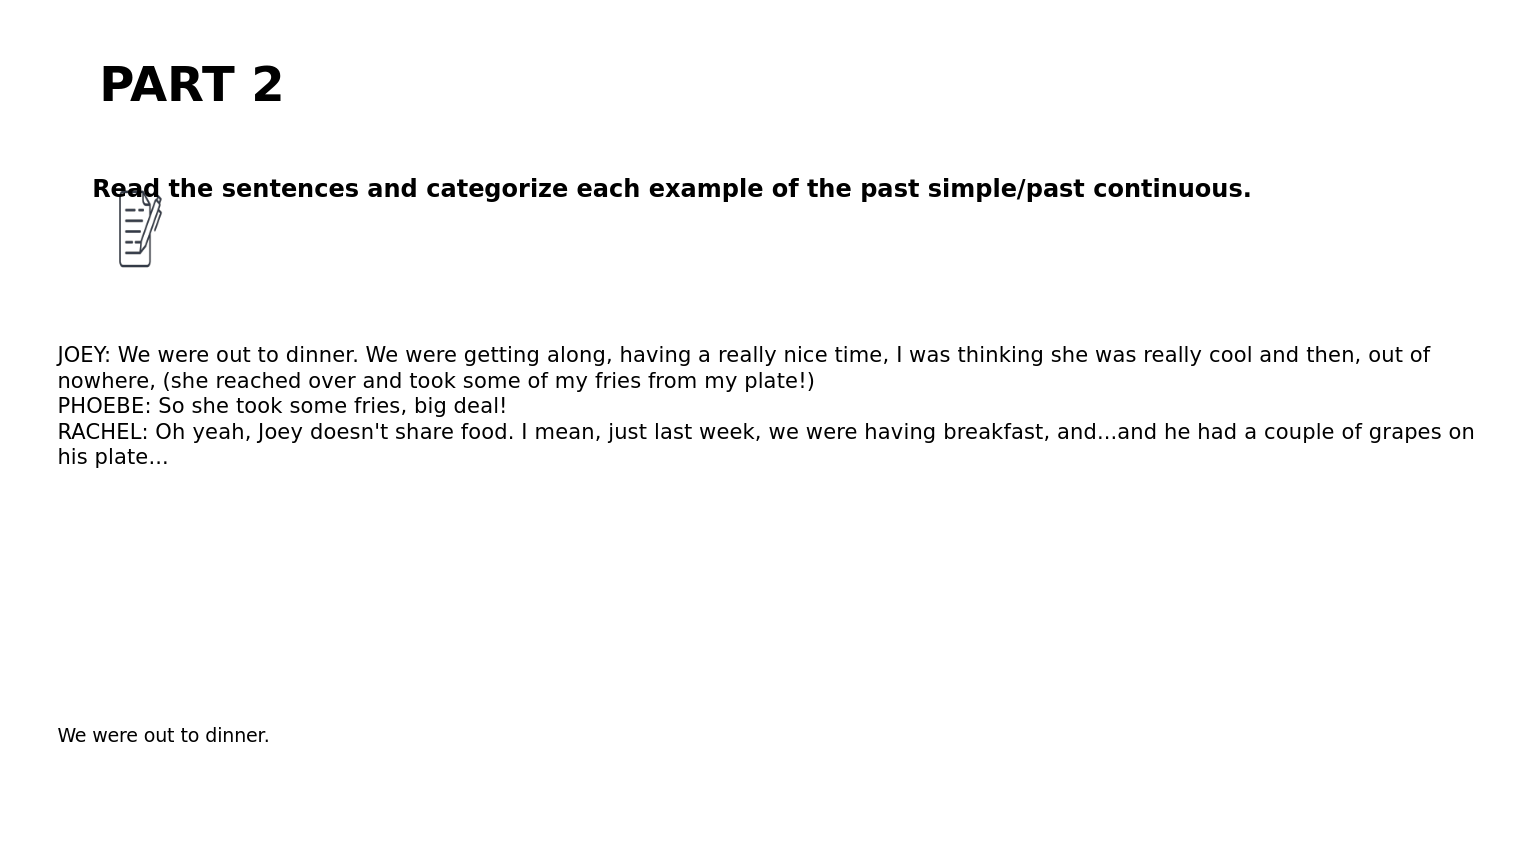 PART 2
Read the sentences and categorize each example of the past simple/past continuous.
JOEY: We were out to dinner. We were getting along, having a really nice time, I was thinking she was really cool and then, out of
nowhere, (she reached over and took some of my fries from my plate!)
PHOEBE: So she took some fries, big deal!
RACHEL: Oh yeah, Joey doesn't share food. I mean, just last week, we were having breakfast, and...and he had a couple of grapes on
his plate...
We were out to dinner.